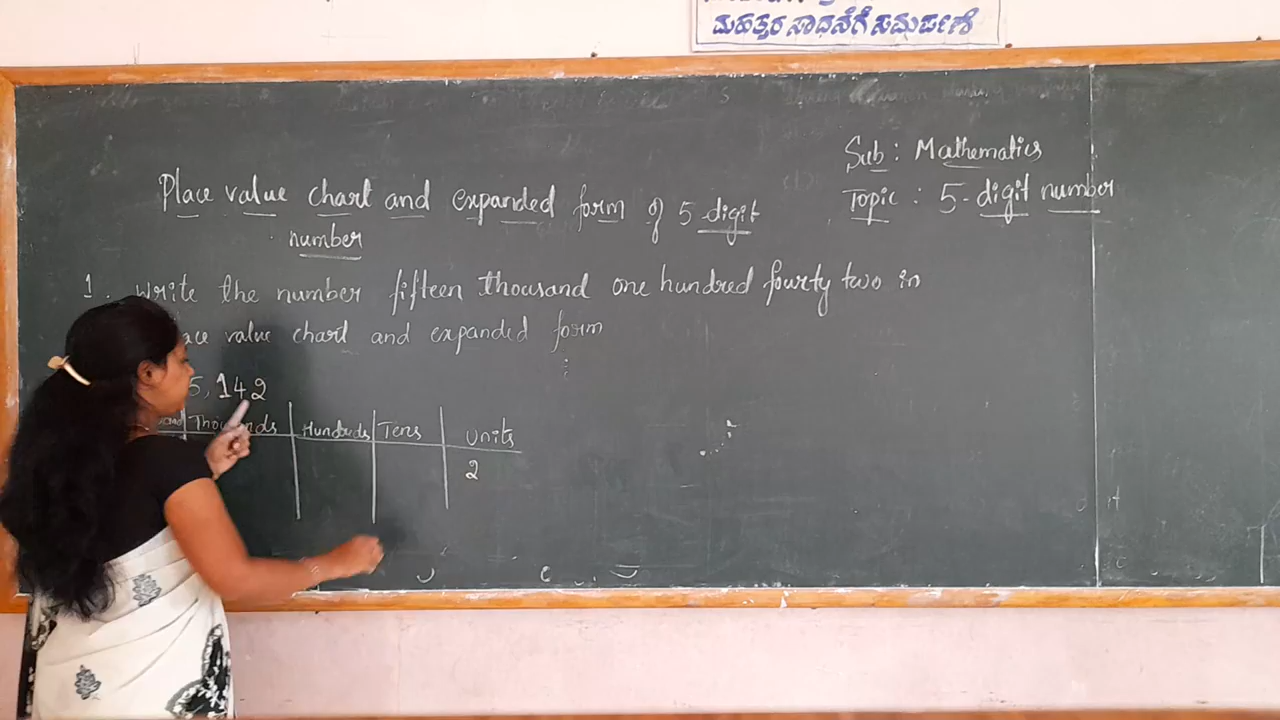 ಮಹತ್ತರ ಸಾಧನೆಗೆ ಸಮರ್ಪಣೆ
Sub : Mathematics
Topic : 5-digit number
Place value chart and expanded form of 5 digit
number
1. Write the number fifteen thousand one hundred fourty two in
value chart and expanded form
5,142
Thousands Hundreds Tens Units
2